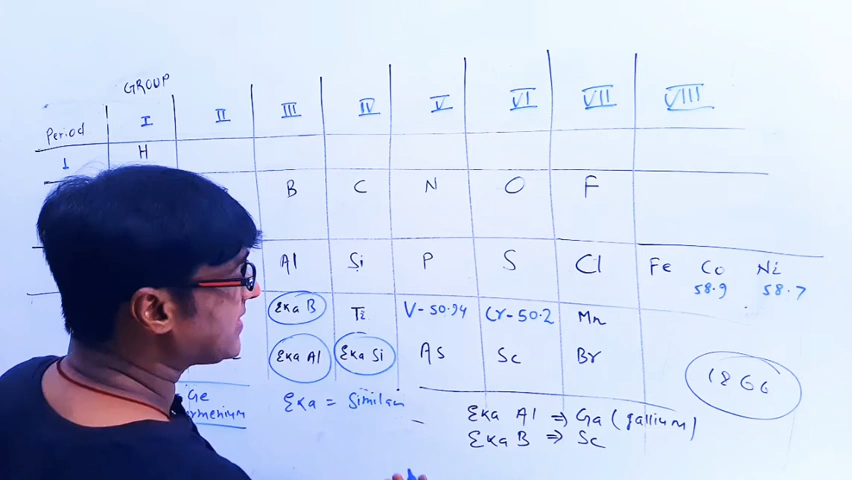 GROUP
Period I II III IV V VI VII VIII
1 H
B C N O F
Al Si P S Cl Fe Co Ni
58.9 58.7
Eka B Ti V-50.94 Cr-50.2 Mn
Eka Al Eka Si As Sc Br
1866
Ge
Eka = Similar
Eka Al ⇒ Ga (gallium)
Eka B ⇒ Sc